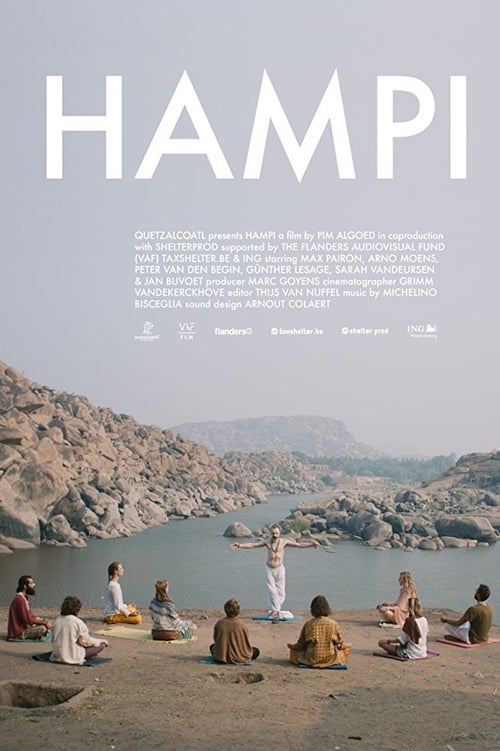 HAMPI
QUETZALCOATL presents HAMPI a film by PIM ALGOED in coproduction
with SHELTERPROD supported by THE FLANDERS AUDIOVISUAL FUND
(VAF) TAXSHELTER.BE & ING starring MAX PAIRON, ARNO MOENS,
PETER VAN DEN BEGIN, GÜNTHER LESAGE, SARAH VANDEURSEN
& JAN BIJVOET producer MARC GOYENS cinematographer GRIMM
VANDEKERCKHOVE editor THIJS VAN NUFFEL music by MICHELINO
BISCEGLIA sound design ARNOUT COLAERT
quetzalcoatl VAF FILM flanders taxshelter.be shelter prod ING
Private Banking